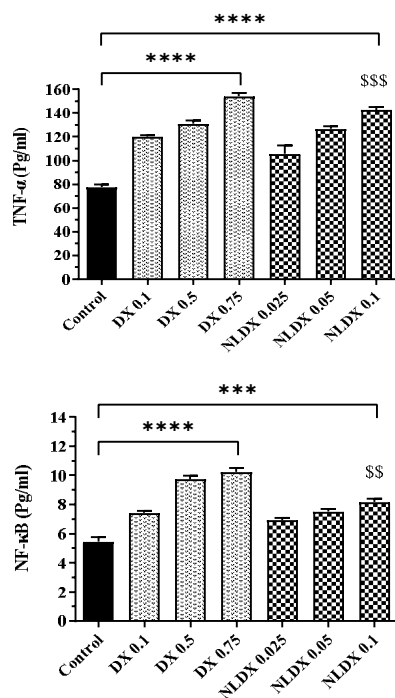 ****
****
$$$
TNF-α (Pg/ml)
160
140
120
100
80
60
40
20
0
Control
DX 0.1
DX 0.5
DX 0.75
NLDX 0.025
NLDX 0.05
NLDX 0.1
***
****
$$
NF-κB (Pg/ml)
14
12
10
8
6
4
2
0
Control
DX 0.1
DX 0.5
DX 0.75
NLDX 0.025
NLDX 0.05
NLDX 0.1